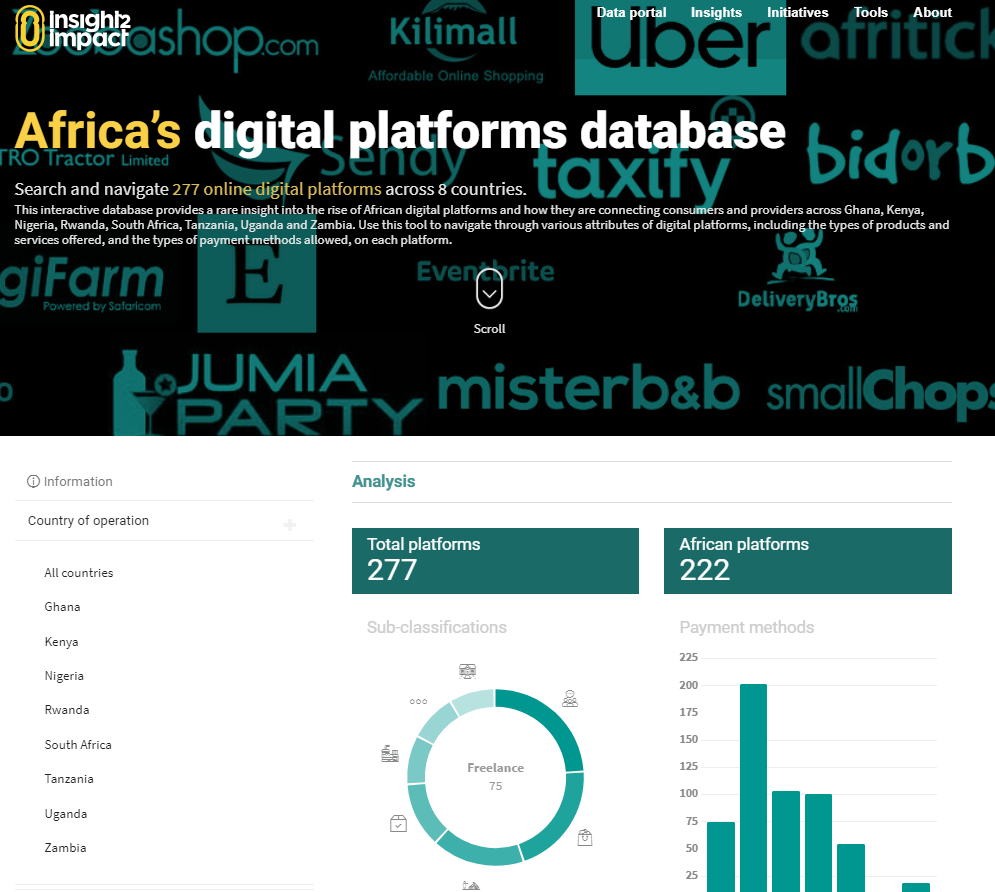 insight2
impact
Data portal
Insights
Initiatives
Tools
About
ashop.com
Kilimall
Affordable Online Shopping
uber
afritick
Africa's digital platforms database
TRO Tractor Limited
Sendy
taxify
bidorb
Search and navigate 277 online digital platforms across 8 countries.
This interactive database provides a rare insight into the rise of African digital platforms and how they are connecting consumers and providers across Ghana, Kenya,
Nigeria, Rwanda, South Africa, Tanzania, Uganda and Zambia. Use this tool to navigate through various attributes of digital platforms, including the types of products and
services offered, and the types of payment methods allowed, on each platform.
giFarm
Powered by Safaricom
E
Eventbrite
DeliveryBros
.com
Scroll
o
JUMIA
PARTY
misterb&b
smallChops
Information
Country of operation
All countries
Ghana
Kenya
Nigeria
Rwanda
South Africa
Tanzania
Uganda
Zambia
Analysis
Total platforms
277
African platforms
222
Sub-classifications
Freelance
75
Payment methods
225
200
175
150
125
100
75
50
25